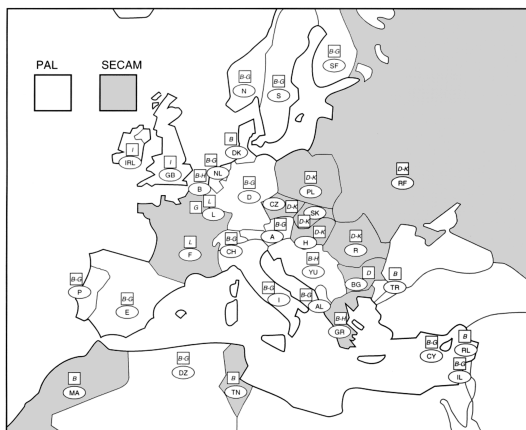 PAL SECAM
B-G
SF
B-G
N
B-G
S
I
IRL
I
GB
B
DK
B-G
NL
B-H
B
B-G
D
D-K
PL
D-K
RF
G
L
L
CZ
D-K
SK
D-K
D-K
H
B-G
A
L
F
B-G
CH
D-K
R
B-H
YU
D
BG
B
TR
B-G
P
B-G
E
B-G
I
B-G
AL
B-H
GR
B-G
CY
B
RL
B-G
IL
B
MA
B-G
DZ
B
TN